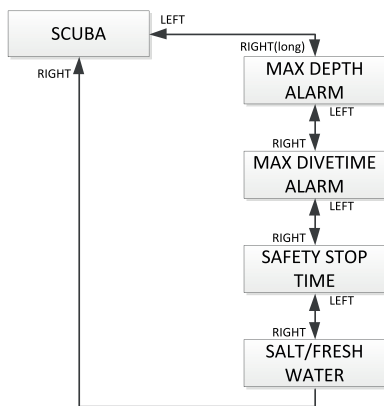 SCUBA
LEFT
RIGHT(long)
RIGHT
MAX DEPTH
ALARM
LEFT
RIGHT
MAX DIVETIME
ALARM
LEFT
RIGHT
SAFETY STOP
TIME
LEFT
RIGHT
SALT/FRESH
WATER